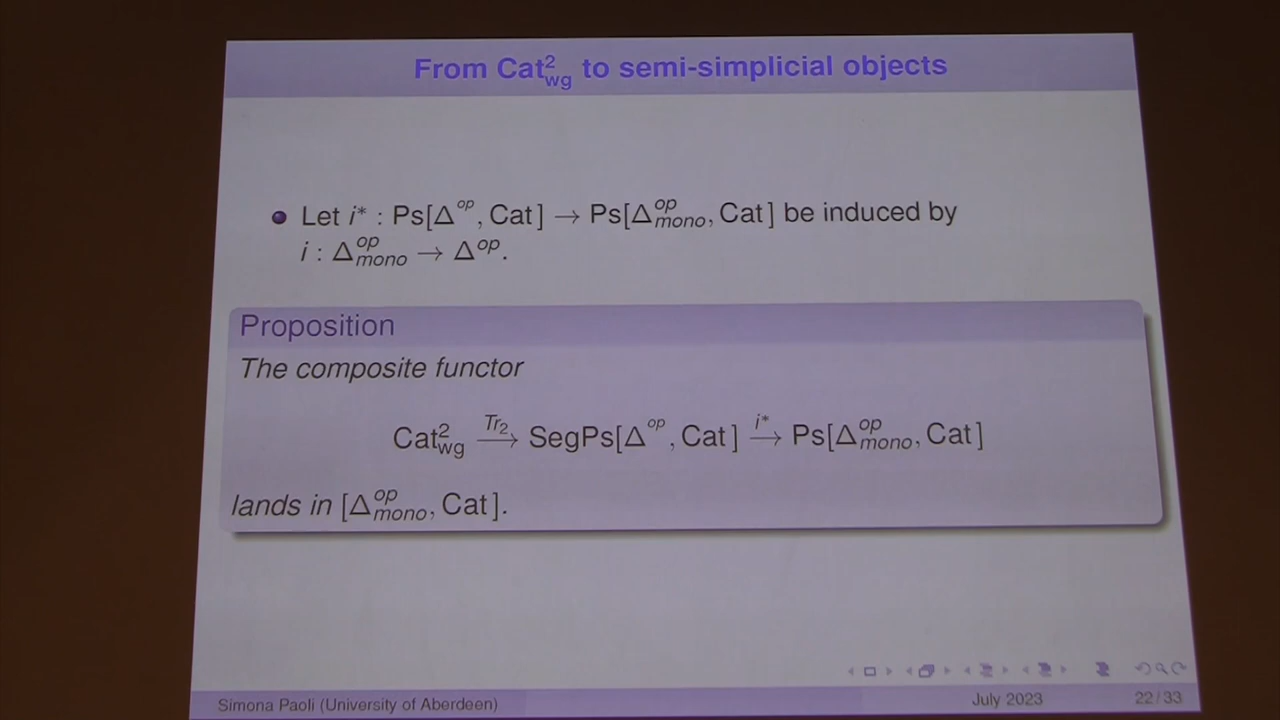 From Cat²_wg to semi-simplicial objects
Let i* : Ps[Δ^op, Cat] → Ps[Δ^op_mono, Cat] be induced by
i : Δ^op_mono → Δ^op.
Proposition
The composite functor
Cat²_wg →^{Tr₂} SegPs[Δ^op, Cat] →^{i*} Ps[Δ^op_mono, Cat]
lands in [Δ^op_mono, Cat].
Simona Paoli (University of Aberdeen)
July 2023
22 / 33